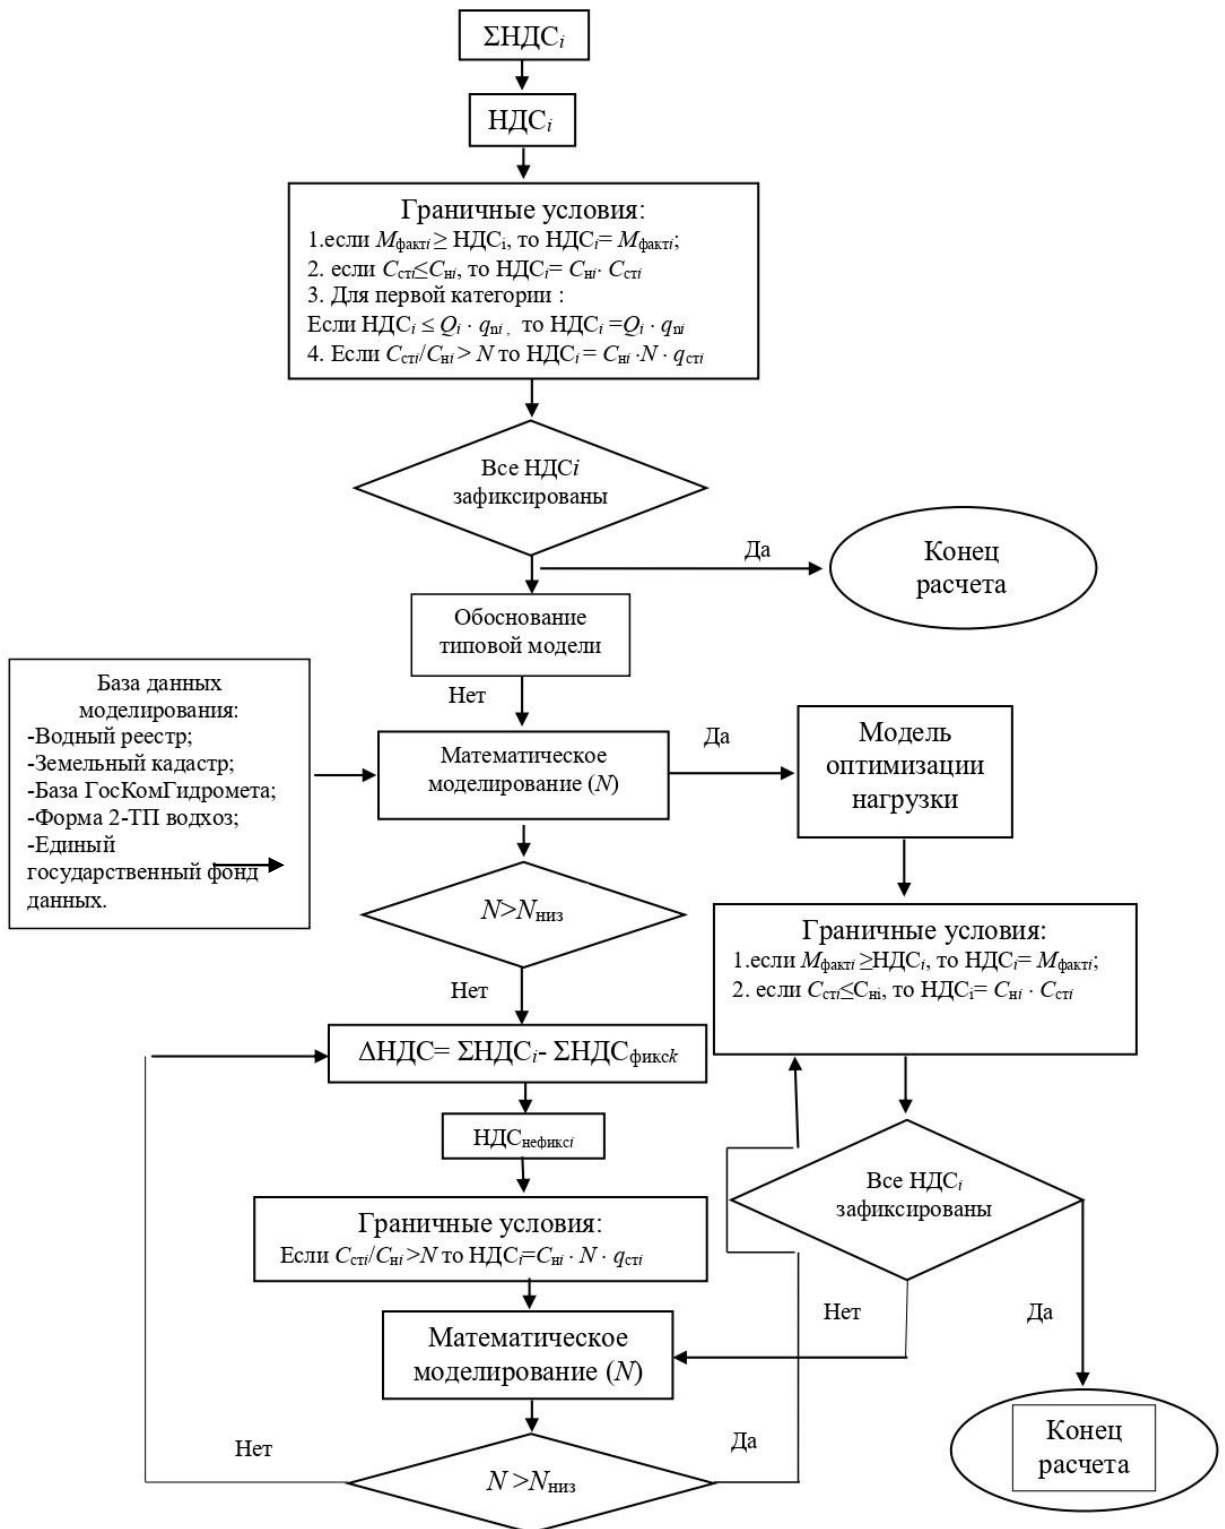 ΣНДСi
НДСi
Граничные условия:
1.если Mфактi ≥ НДСi, то НДСi= Mфактi;
2. если Cстi≤Cнi, то НДСi= Cнi· Cстi
3. Для первой категории :
Если НДСi ≤ Qi · qпi , то НДСi =Qi · qпi
4. Если Cстi/Cнi > N то НДСi = Cнi ·N · qстi
Все НДСi
зафиксированы
Да
Конец
расчета
Обоснование
типовой модели
Нет
База данных
моделирования:
-Водный реестр;
-Земельный кадастр;
-База ГосКомГидромета;
-Форма 2-ТП водхоз;
-Единый
государственный фонд
данных.
Математическое
моделирование (N)
Да
Модель
оптимизации
нагрузки
N>Nниз
Нет
Граничные условия:
1.если Mфактi ≥НДСi, то НДСi= Mфактi;
2. если Cстi≤Cнi, то НДСi= Cнi · Cстi
ΔНДС= ΣНДСi- ΣНДСфиксk
НДСнефиксi
Все НДСi
зафиксированы
Граничные условия:
Если Cстi/Cнi >N то НДСi=Cнi · N · qстi
Нет
Да
Математическое
моделирование (N)
Нет
Да
N >Nниз
Конец
расчета